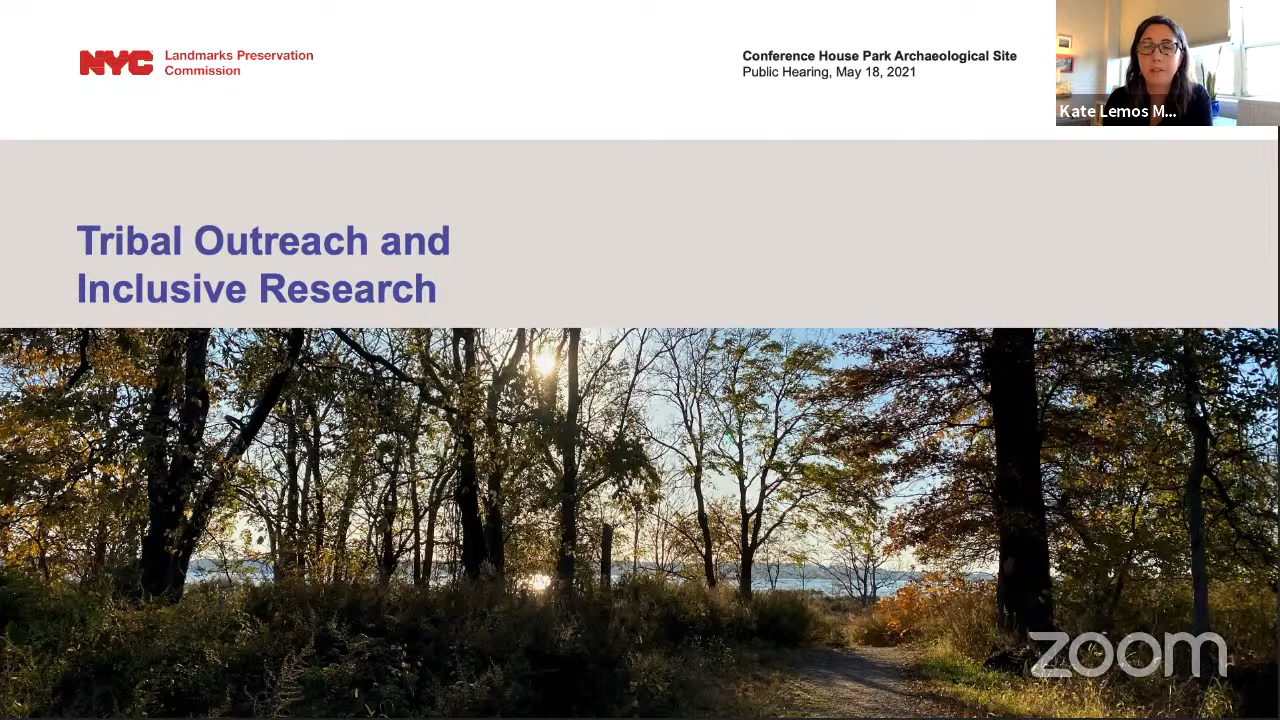 NYC
Landmarks Preservation
Commission
Conference House Park Archaeological Site
Public Hearing, May 18, 2021
Kate Lemos M...
Tribal Outreach and
Inclusive Research
zoom